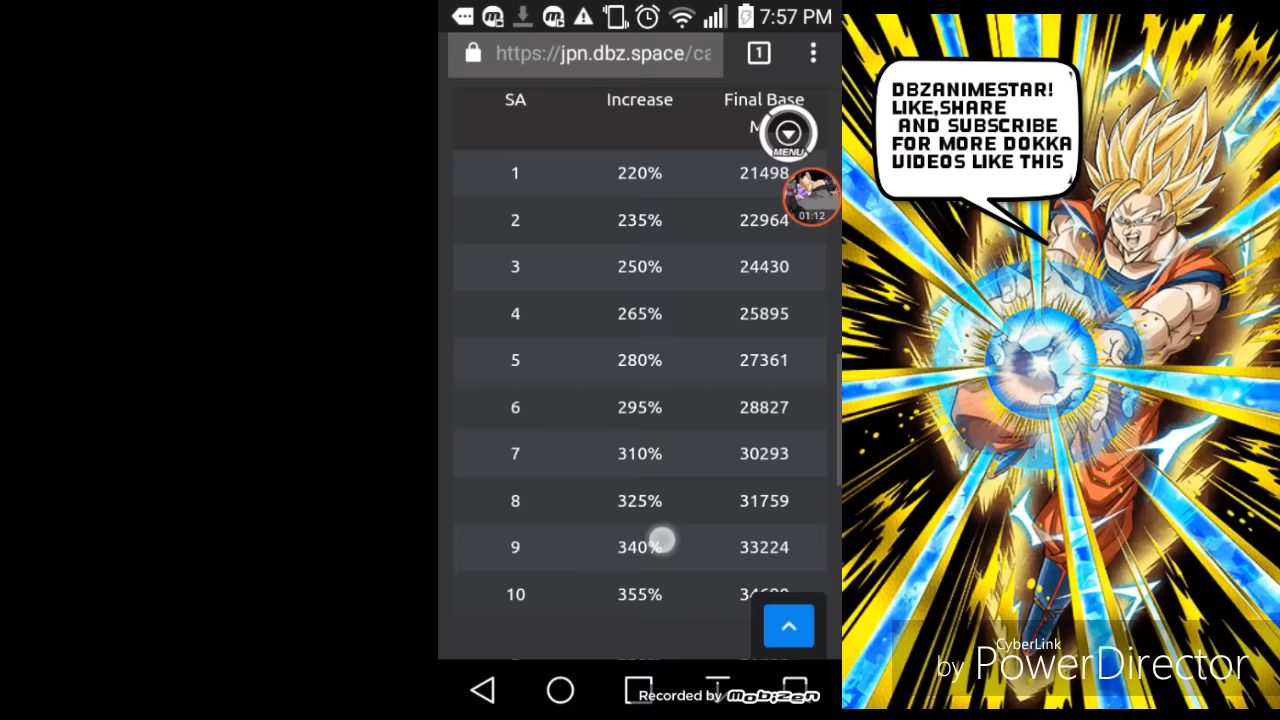 7:57 PM
https://jpn.dbz.space/ca
1
SA Increase Final Base
MENU
1 220% 21498
01:12
2 235% 22964
3 250% 24430
4 265% 25895
5 280% 27361
6 295% 28827
7 310% 30293
8 325% 31759
9 340% 33224
10 355%
Recorded by mobizen
DBZANIMESTAR!
LIKE,SHARE
AND SUBSCRIBE
FOR MORE DOKKA
VIDEOS LIKE THIS
CyberLink
by PowerDirector